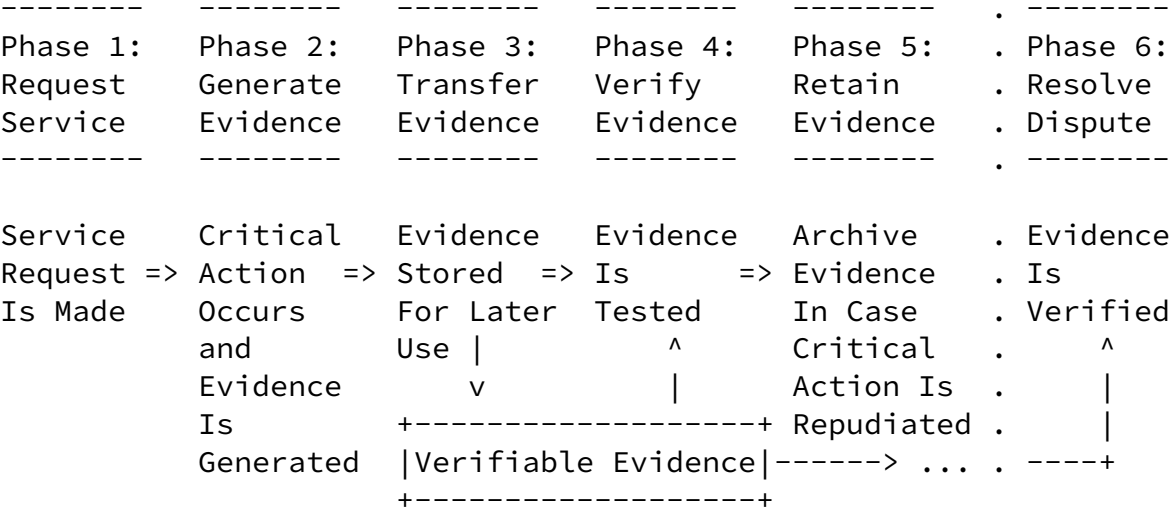 --------   --------   --------   --------   --------   . --------
Phase 1:   Phase 2:   Phase 3:   Phase 4:   Phase 5:   . Phase 6:
Request    Generate   Transfer   Verify     Retain     . Resolve
Service    Evidence   Evidence   Evidence   Evidence   . Dispute
--------   --------   --------   --------   --------   . --------

Service    Critical   Evidence   Evidence   Archive    . Evidence
Request => Action  => Stored  => Is      => Evidence   . Is
Is Made    Occurs     For Later  Tested     In Case    . Verified
           and        Use |          ^      Critical   .     ^
           Evidence       v          |      Action Is  .     |
           Is         +-------------------+ Repudiated .     |
           Generated  |Verifiable Evidence|------> ... . ----+
                      +-------------------+